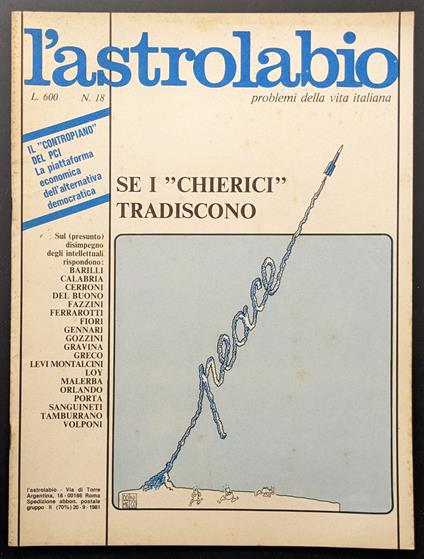 l'astrolabio
L. 600 N. 18
problemi della vita italiana
IL "CONTROPIANO"
DEL PCI
La piattaforma
economica
dell'alternativa
democratica
SE I "CHIERICI"
TRADISCONO
Sul (presunto)
disimpegno
degli intellettuali
rispondono:
BARILLI
CALABRIA
CERRONI
DEL BUONO
FAZZINI
FERRAROTTI
FIORI
GENNARI
GOZZINI
GRAVINA
GRECO
LEVI MONTALCINI
LOY
MALERBA
ORLANDO
PORTA
SANGUINETI
TAMBURRANO
VOLPONI
peace
l'astrolabio - Via di Torre
Argentina, 18 - 00186 Roma
Spedizione abbon. postale
gruppo II (70%) 20 - 9 - 1981